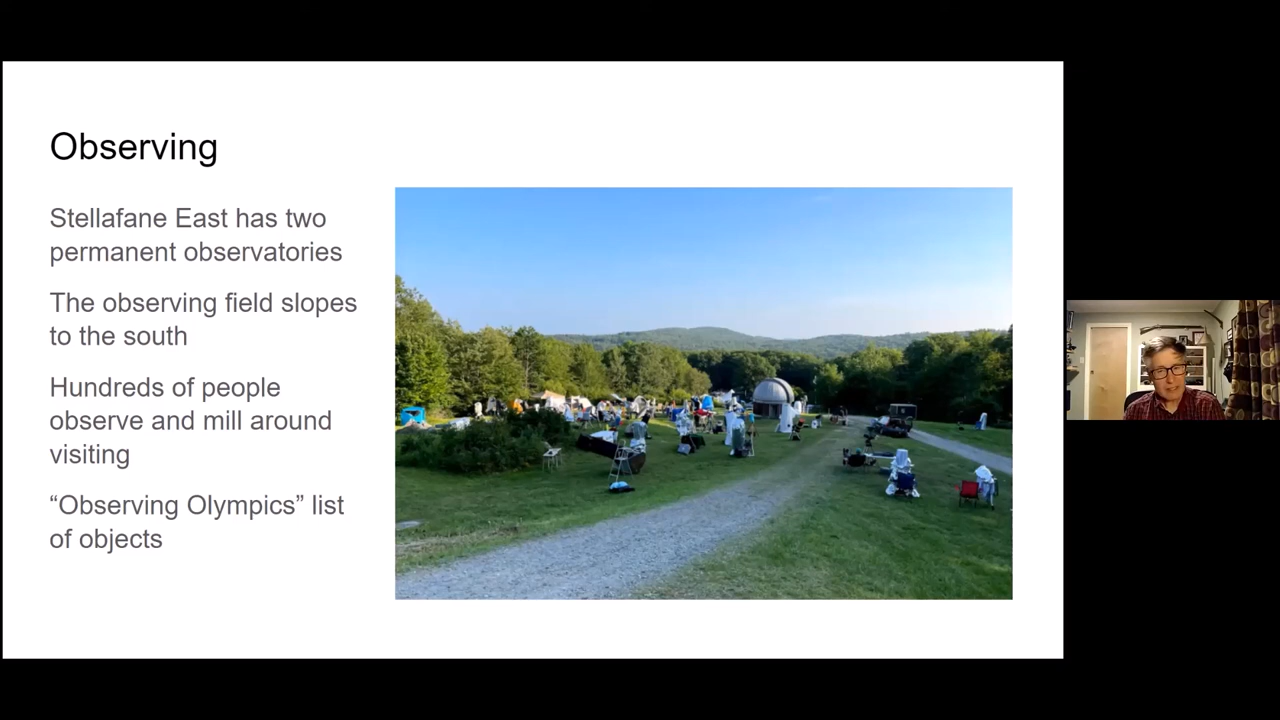 Observing
Stellafane East has two
permanent observatories
The observing field slopes
to the south
Hundreds of people
observe and mill around
visiting
“Observing Olympics” list
of objects